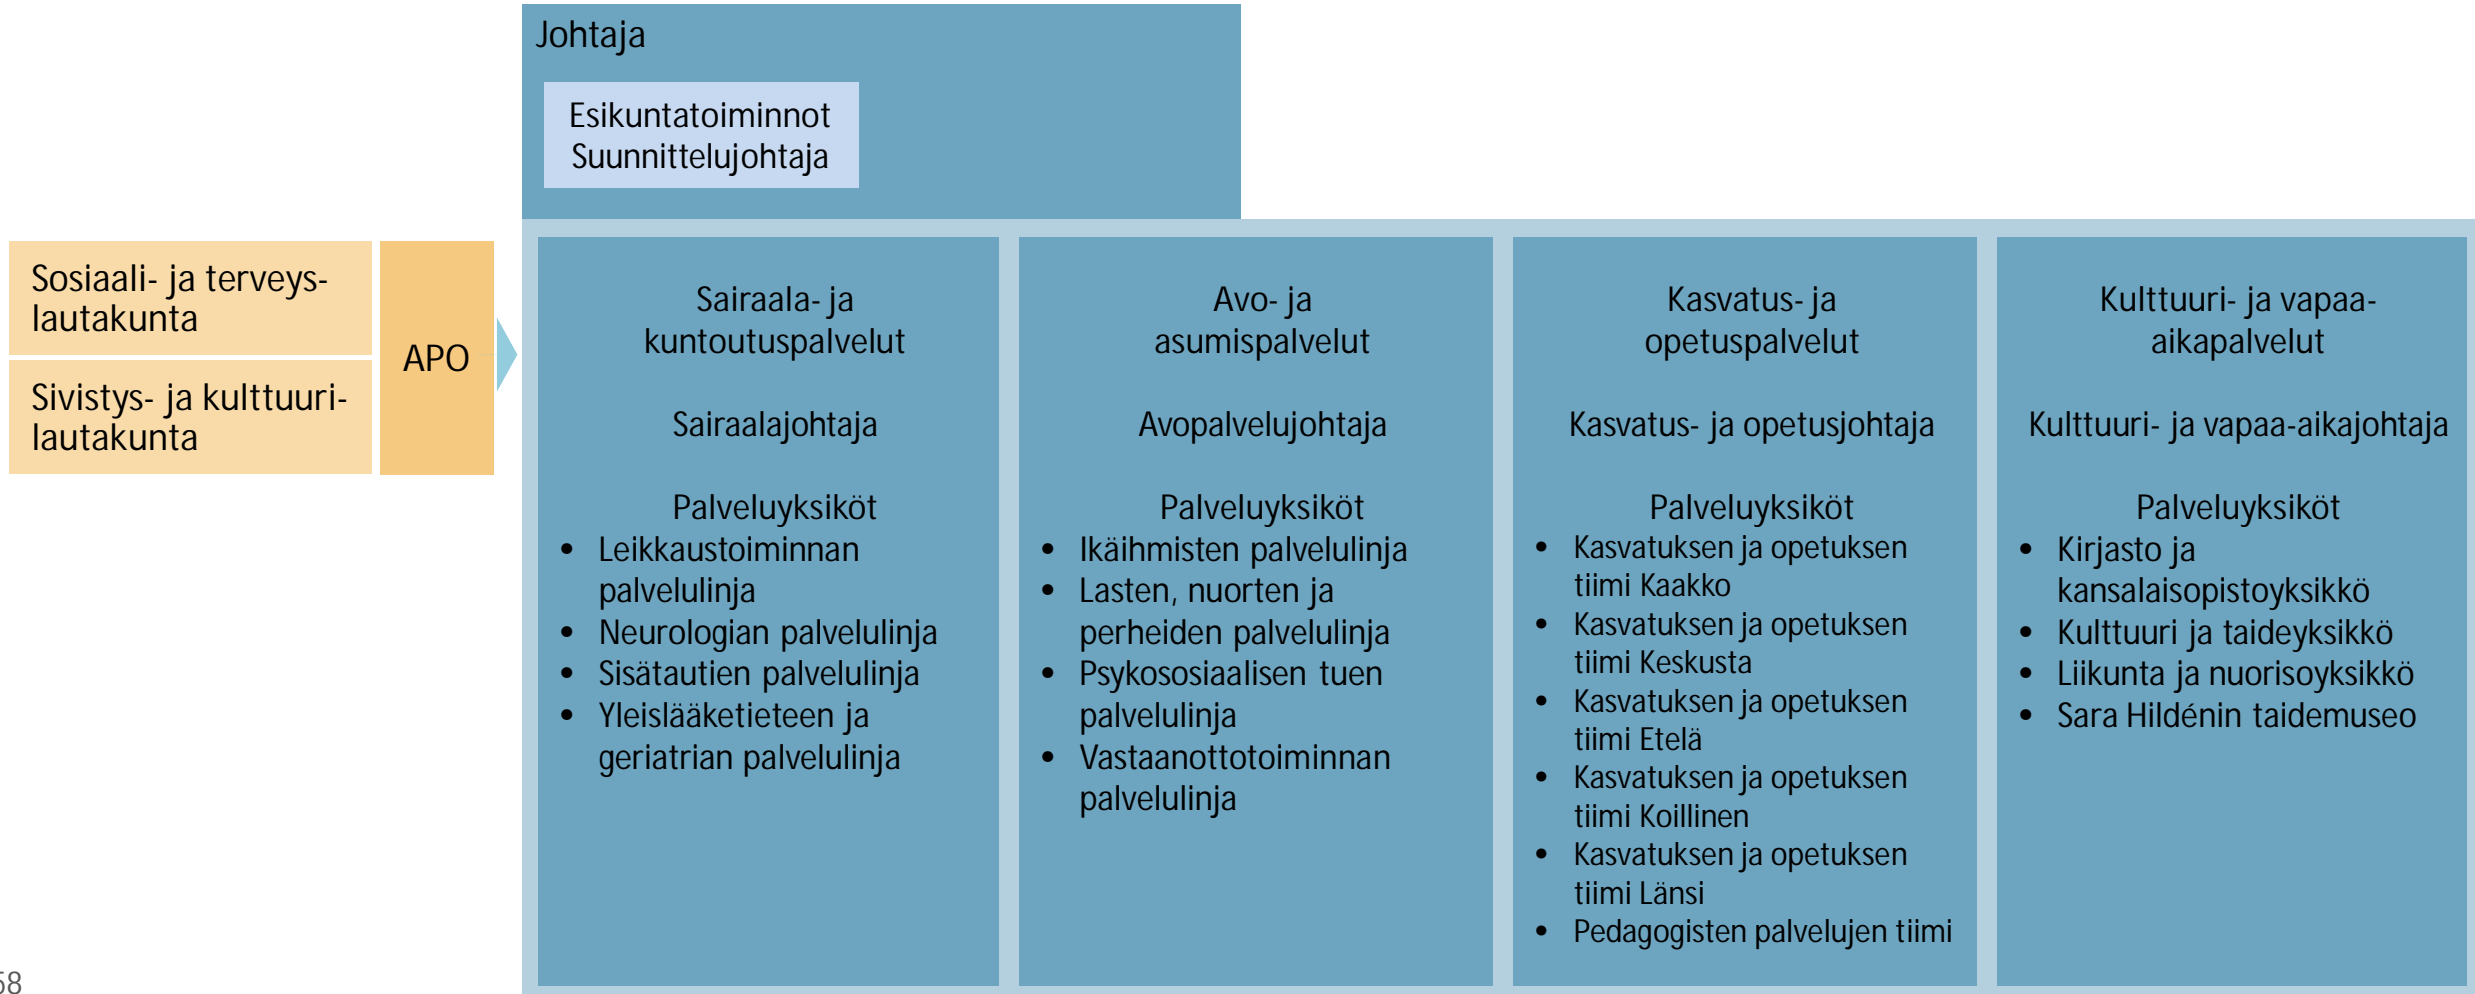 Johtaja
Esikuntatoiminnot
Suunnittelujohtaja
Sosiaali- ja terveys-
lautakunta
Sivistys- ja kulttuuri-
lautakunta
APO
Sairaala- ja
kuntoutuspalvelut
Sairaalajohtaja
Palveluyksiköt
• Leikkaustoiminnan
palvelulinja
• Neurologian palvelulinja
• Sisätautien palvelulinja
• Yleislääketieteen ja
geriatrian palvelulinja
Avo- ja
asumispalvelut
Avopalvelujohtaja
Palveluyksiköt
• Ikäihmisten palvelulinja
• Lasten, nuorten ja
perheiden palvelulinja
• Psykososiaalisen tuen
palvelulinja
• Vastaanottotoiminnan
palvelulinja
Kasvatus- ja
opetuspalvelut
Kasvatus- ja opetusjohtaja
Palveluyksiköt
• Kasvatuksen ja opetuksen
tiimi Kaakko
• Kasvatuksen ja opetuksen
tiimi Keskusta
• Kasvatuksen ja opetuksen
tiimi Etelä
• Kasvatuksen ja opetuksen
tiimi Koillinen
• Kasvatuksen ja opetuksen
tiimi Länsi
• Pedagogisten palvelujen tiimi
Kulttuuri- ja vapaa-
aikapalvelut
Kulttuuri- ja vapaa-aikajohtaja
Palveluyksiköt
• Kirjasto ja
kansalaisopistoyksikkö
• Kulttuuri ja taideyksikkö
• Liikunta ja nuorisoyksikkö
• Sara Hildénin taidemuseo